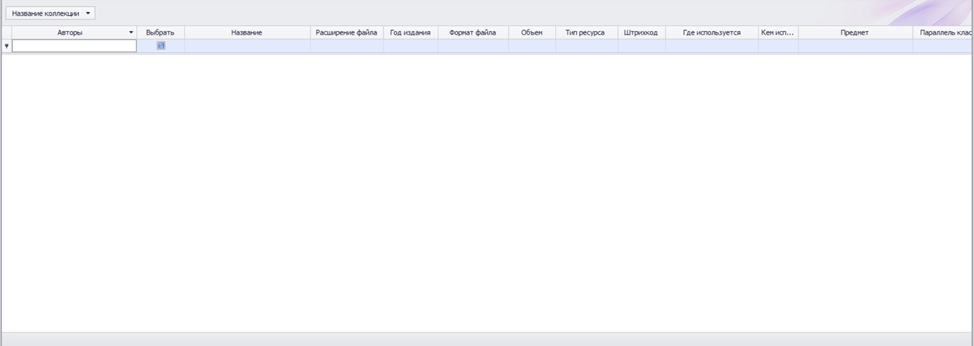 Название коллекции
Авторы Выбрать Название Расширение файла Год издания Формат файла Объем Тип ресурса Штрихкод Где используется Кем исп... Предмет Параллель клас